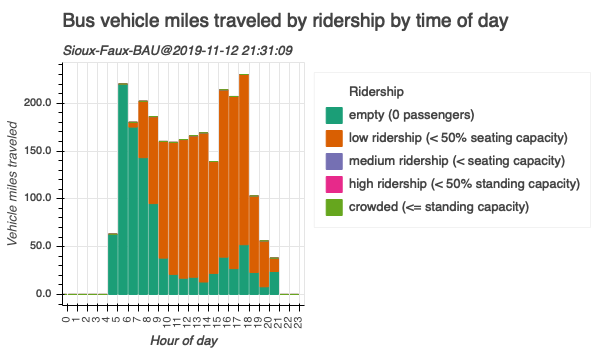 Bus vehicle miles traveled by ridership by time of day
Sioux-Faux-BAU@2019-11-12 21:31:09
Ridership
empty (0 passengers)
low ridership (< 50% seating capacity)
medium ridership (< seating capacity)
high ridership (< 50% standing capacity)
crowded (<= standing capacity)
Vehicle miles traveled
200.0
150.0
100.0
50.0
0.0
0 1 2 3 4 5 6 7 8 9 10 11 12 13 14 15 16 17 18 19 20 21 22 23
Hour of day